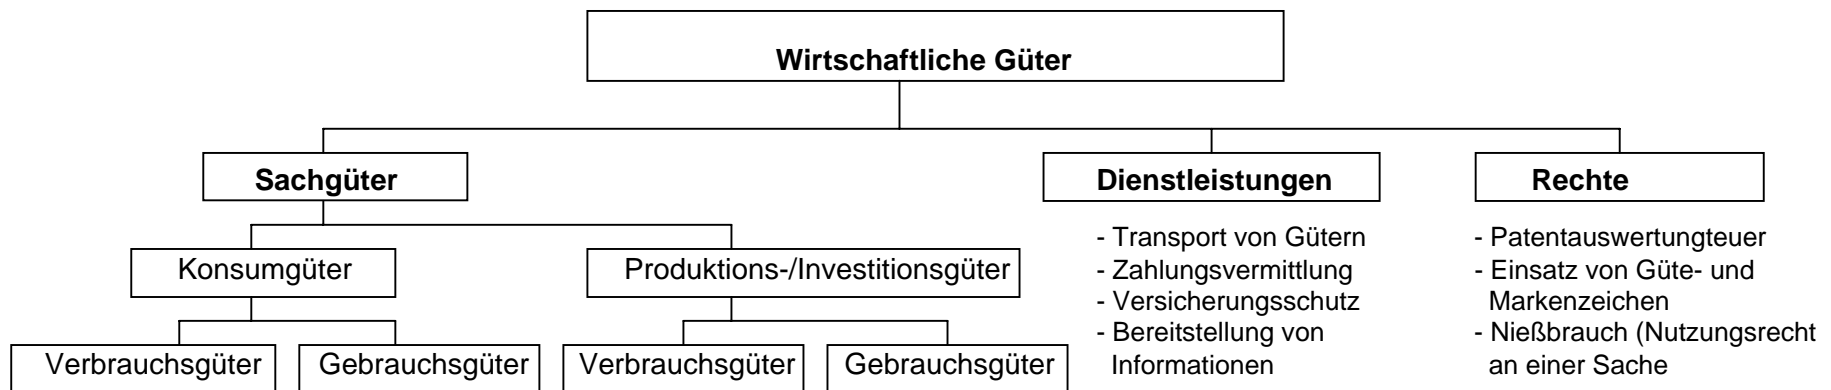 Wirtschaftliche Güter
Sachgüter
Dienstleistungen
Rechte
Konsumgüter
Produktions-/Investitionsgüter
Verbrauchsgüter
Gebrauchsgüter
Verbrauchsgüter
Gebrauchsgüter
- Transport von Gütern
- Zahlungsvermittlung
- Versicherungsschutz
- Bereitstellung von
Informationen
- Patentauswertungteuer
- Einsatz von Güte- und
Markenzeichen
- Nießbrauch (Nutzungsrecht
an einer Sache